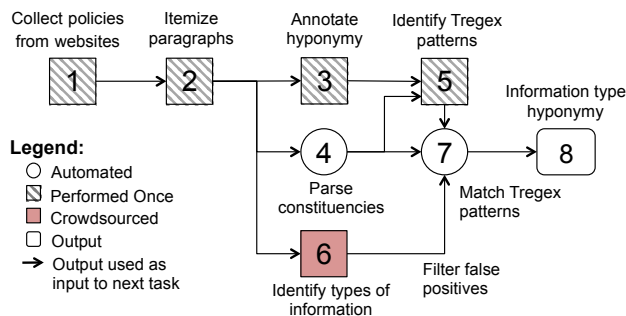 Collect policies
from websites
Itemize
paragraphs
Annotate
hyponymy
Identify Tregex
patterns
1
2
3
5
Information type
hyponymy
4
7
8
Parse
constituencies
Match Tregex
patterns
6
Identify types of
information
Filter false
positives
Legend:
Automated
Performed Once
Crowdsourced
Output
Output used as
input to next task